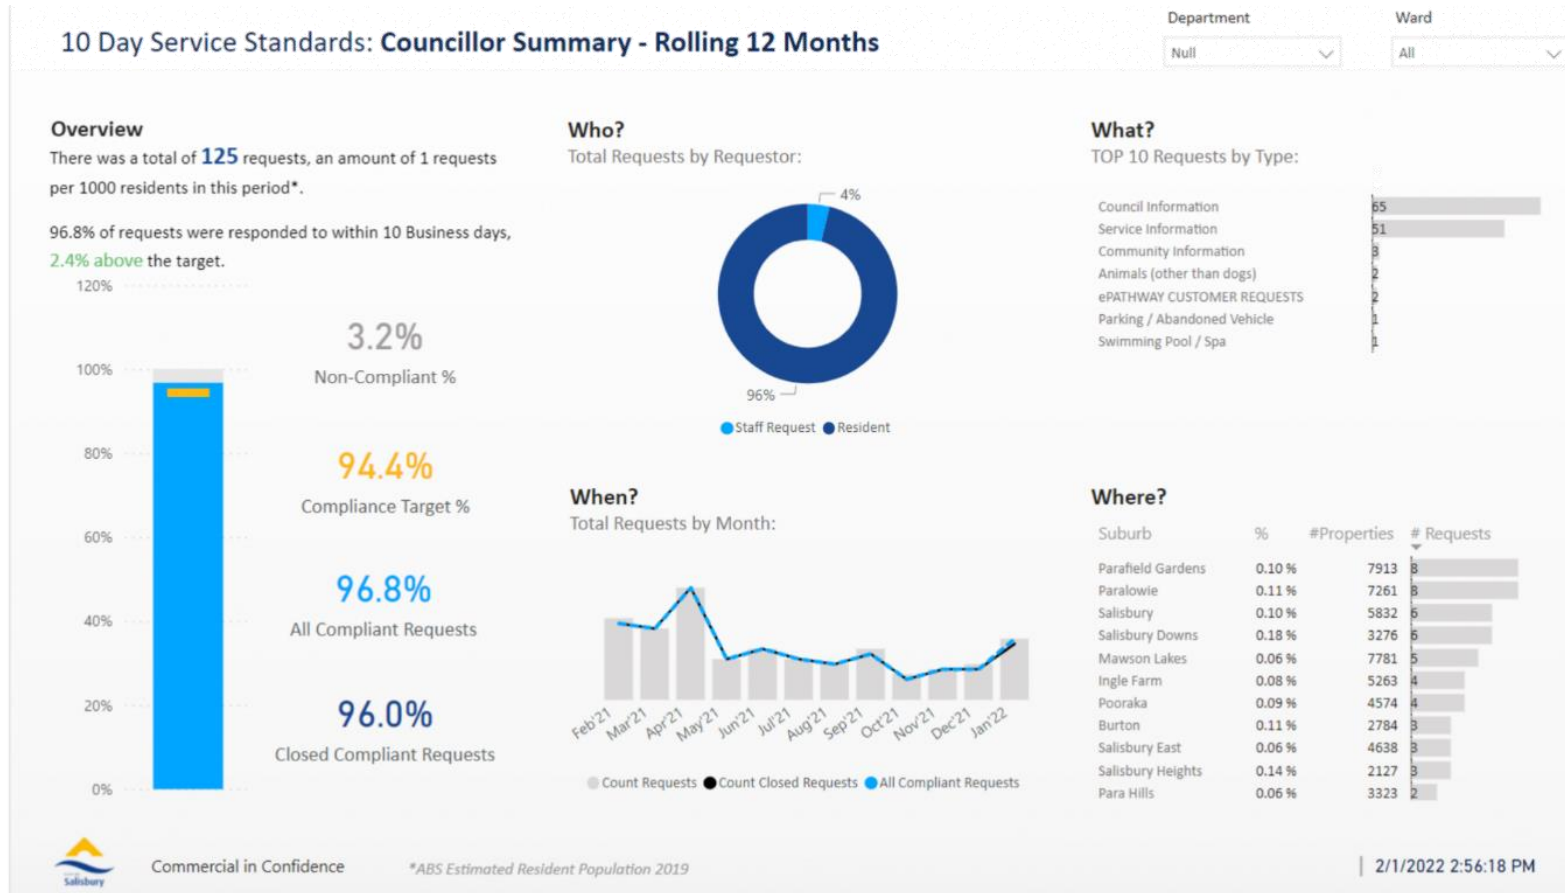 10 Day Service Standards: Councillor Summary - Rolling 12 Months
Department
Null
Ward
All
Overview
There was a total of 125 requests, an amount of 1 requests
per 1000 residents in this period*.
96.8% of requests were responded to within 10 Business days,
2.4% above the target.
120%
100%
80%
60%
40%
20%
0%
3.2%
Non-Compliant %
94.4%
Compliance Target %
96.8%
All Compliant Requests
96.0%
Closed Compliant Requests
Who?
Total Requests by Requestor:
4%
96%
Staff Request Resident
When?
Total Requests by Month:
Feb'21 Mar'21 Apr'21 May'21 Jun'21 Jul'21 Aug'21 Sep'21 Oct'21 Nov'21 Dec'21 Jan'22
Count Requests Count Closed Requests All Compliant Requests
What?
TOP 10 Requests by Type:
Council Information 65
Service Information 51
Community Information 3
Animals (other than dogs) 2
ePATHWAY CUSTOMER REQUESTS 2
Parking / Abandoned Vehicle 1
Swimming Pool / Spa 1
Where?
Suburb % #Properties # Requests
Parafield Gardens 0.10 % 7913 8
Paralowie 0.11 % 7261 8
Salisbury 0.10 % 5832 6
Salisbury Downs 0.18 % 3276 6
Mawson Lakes 0.06 % 7781 5
Ingle Farm 0.08 % 5263 4
Pooraka 0.09 % 4574 4
Burton 0.11 % 2784 3
Salisbury East 0.06 % 4638 3
Salisbury Heights 0.14 % 2127 3
Para Hills 0.06 % 3323 2
Salisbury
Commercial in Confidence
*ABS Estimated Resident Population 2019
2/1/2022 2:56:18 PM